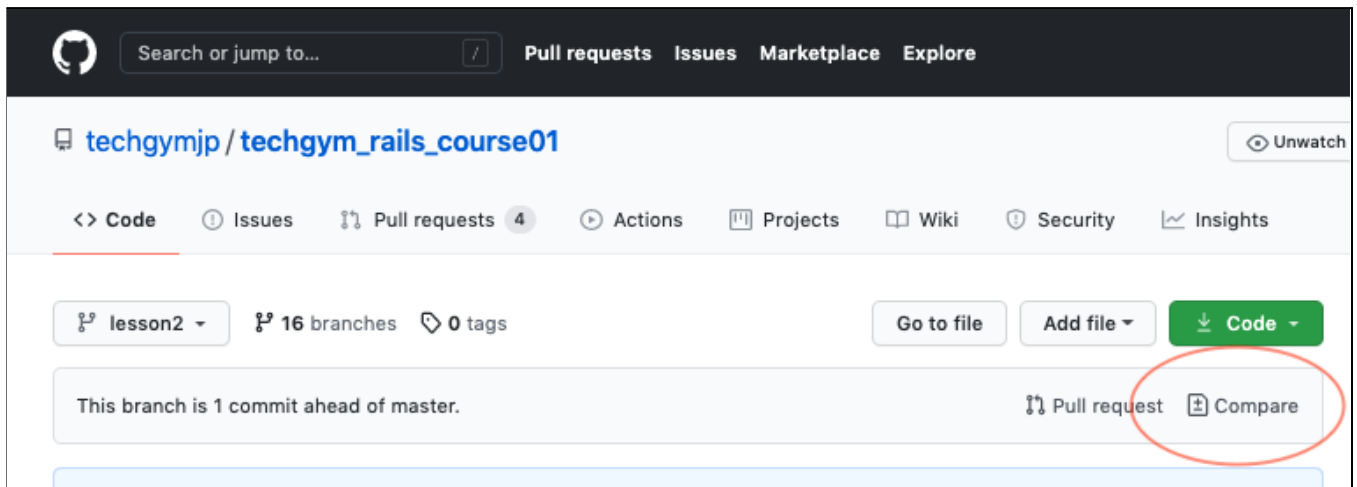 Search or jump to... / Pull requests Issues Marketplace Explore
techgymjp / techgym_rails_course01 Unwatch
<> Code Issues Pull requests 4 Actions Projects Wiki Security Insights
lesson2 16 branches 0 tags Go to file Add file Code
This branch is 1 commit ahead of master. Pull request Compare